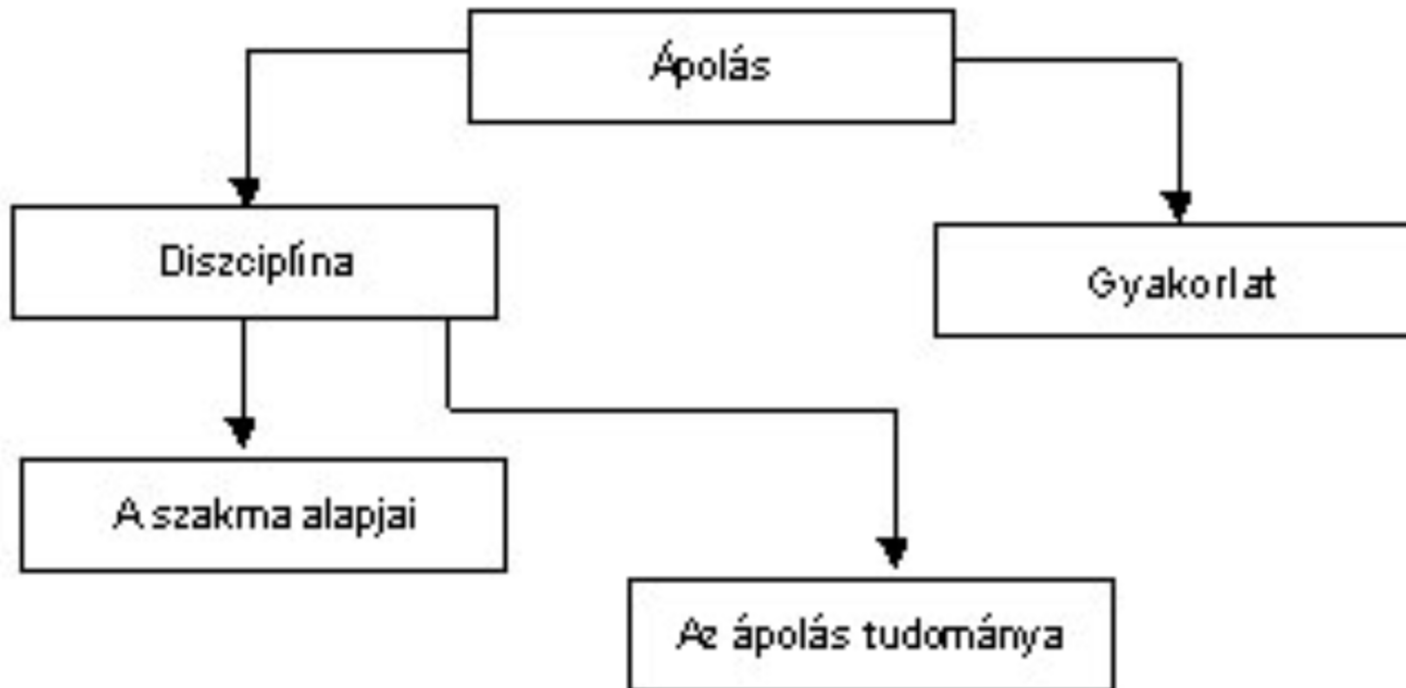 Ápolás
Diszciplína
Gyakorlat
A szakma alapjai
Az ápolás tudománya